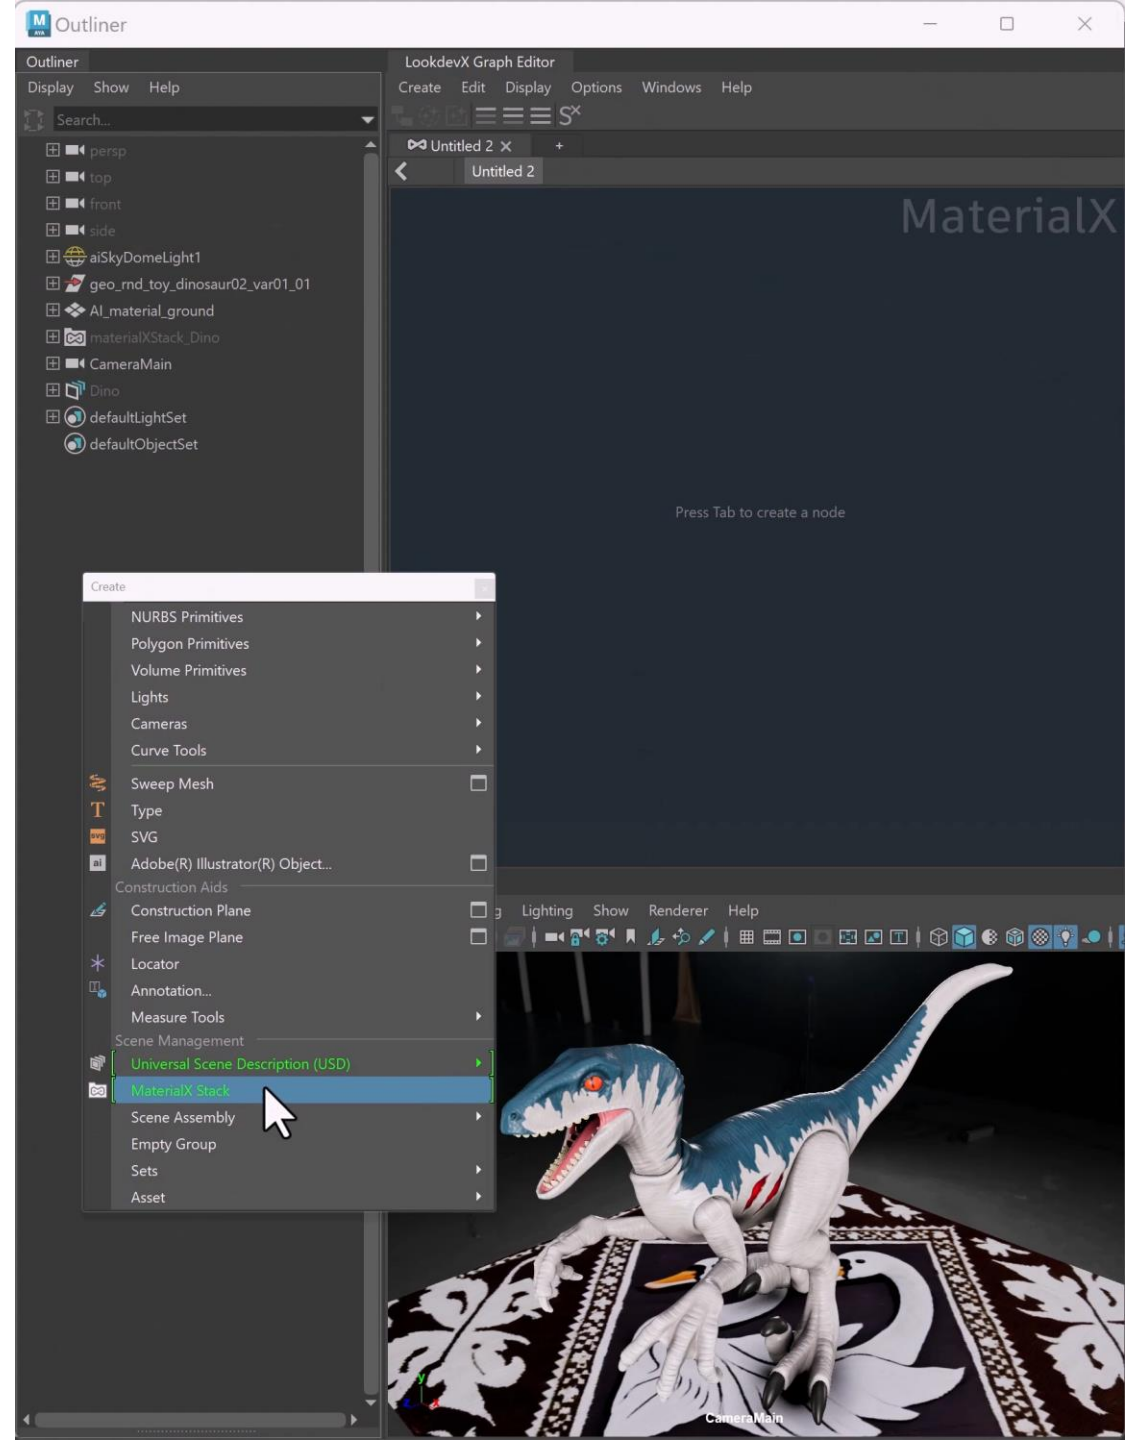 Outliner
Outliner
Display Show Help
Search...
persp
top
front
side
aiSkyDomeLight1
geo_rnd_toy_dinosaur02_var01_01
AI_material_ground
materialXStack_Dino
CameraMain
Dino
defaultLightSet
defaultObjectSet
LookdevX Graph Editor
Create Edit Display Options Windows Help
Untitled 2
+
Untitled 2
MaterialX
Press Tab to create a node
Create
NURBS Primitives
Polygon Primitives
Volume Primitives
Lights
Cameras
Curve Tools
Sweep Mesh
T Type
svg SVG
ai Adobe(R) Illustrator(R) Object...
Construction Aids
Construction Plane
Free Image Plane
Locator
Annotation...
Measure Tools
Scene Management
Universal Scene Description (USD)
MaterialX Stack
Scene Assembly
Empty Group
Sets
Asset
g Lighting Show Renderer Help
y
z x
CameraMain